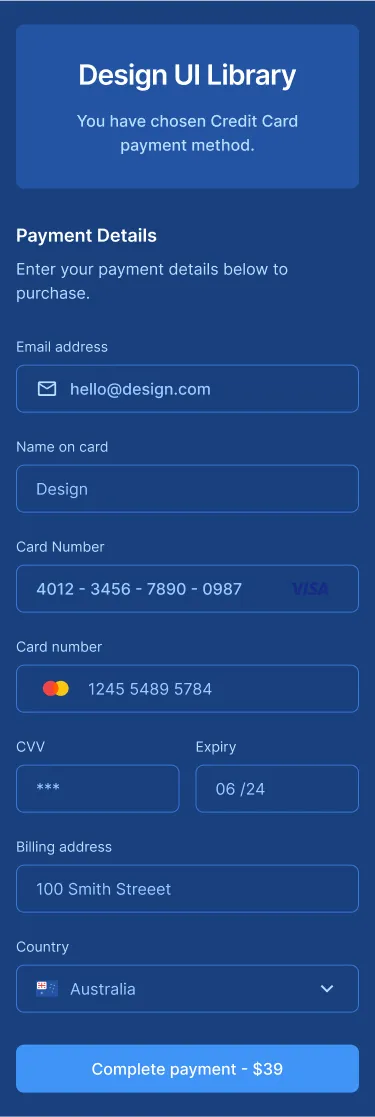 Design UI Library
You have chosen Credit Card
payment method.
Payment Details
Enter your payment details below to
purchase.
Email address
hello@design.com
Name on card
Design
Card Number
4012 - 3456 - 7890 - 0987 VISA
Card number
1245 5489 5784
CVV Expiry
*** 06 /24
Billing address
100 Smith Streeet
Country
Australia
Complete payment - $39